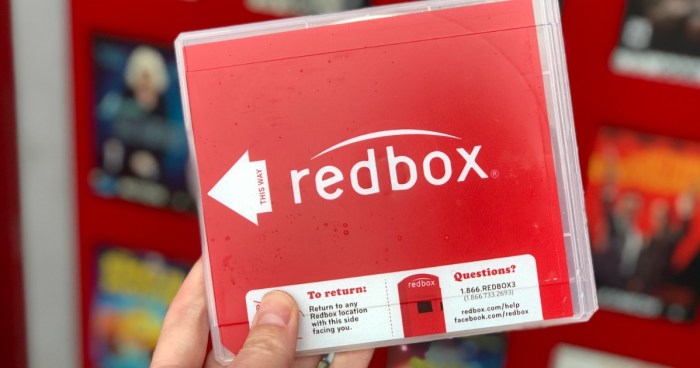 THIS WAY
redbox®
To return:
Return to any
Redbox location
with this side
facing you.
redbox
Questions?
1.866.REDBOX3
(1.866.733.2693)
redbox.com/help
facebook.com/redbox